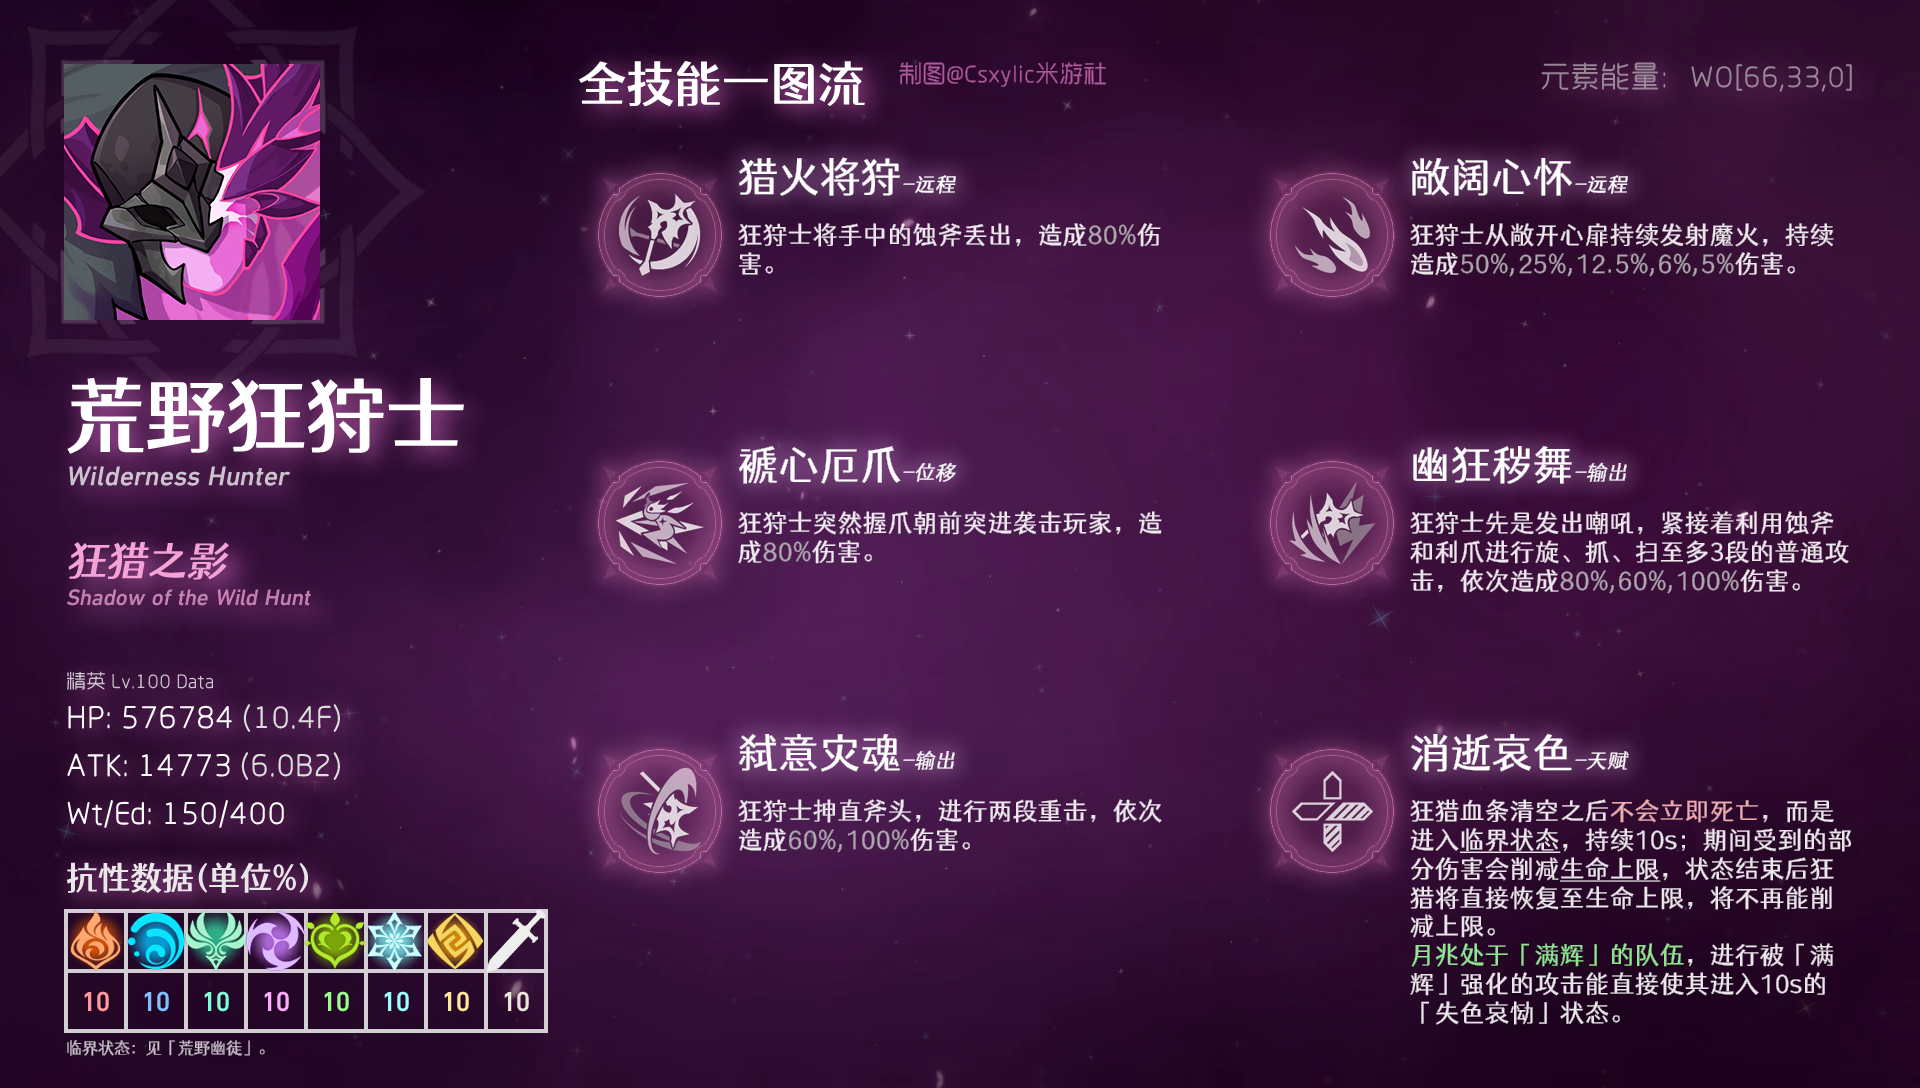 全技能一图流
制图@Csxylic米游社
元素能量：WO[66,33,0]
荒野狂狩士
Wilderness Hunter
狂猎之影
Shadow of the Wild Hunt
精英 Lv.100 Data
HP: 576784 (10.4F)
ATK: 14773 (6.0B2)
Wt/Ed: 150/400
抗性数据(单位%)
10 10 10 10 10 10 10 10
临界状态：见「荒野幽徒」。
猎火将狩-远程
狂狩士将手中的蚀斧丢出，造成80%伤
害。
敞阔心怀-远程
狂狩士从敞开心扉持续发射魔火，持续
造成50%,25%,12.5%,6%,5%伤害。
褫心厄爪-位移
狂狩士突然握爪朝前突进袭击玩家，造
成80%伤害。
幽狂秽舞-输出
狂狩士先是发出嘲吼，紧接着利用蚀斧
和利爪进行旋、抓、扫至多3段的普通攻
击，依次造成80%,60%,100%伤害。
弑意灾魂-输出
狂狩士抻直斧头，进行两段重击，依次
造成60%,100%伤害。
消逝哀色-天赋
狂猎血条清空之后不会立即死亡，而是
进入临界状态，持续10s；期间受到的部
分伤害会削减生命上限，状态结束后狂
猎将直接恢复至生命上限，将不再能削
减上限。
月兆处于「满辉」的队伍，进行被「满
辉」强化的攻击能直接使其进入10s的
「失色哀恸」状态。